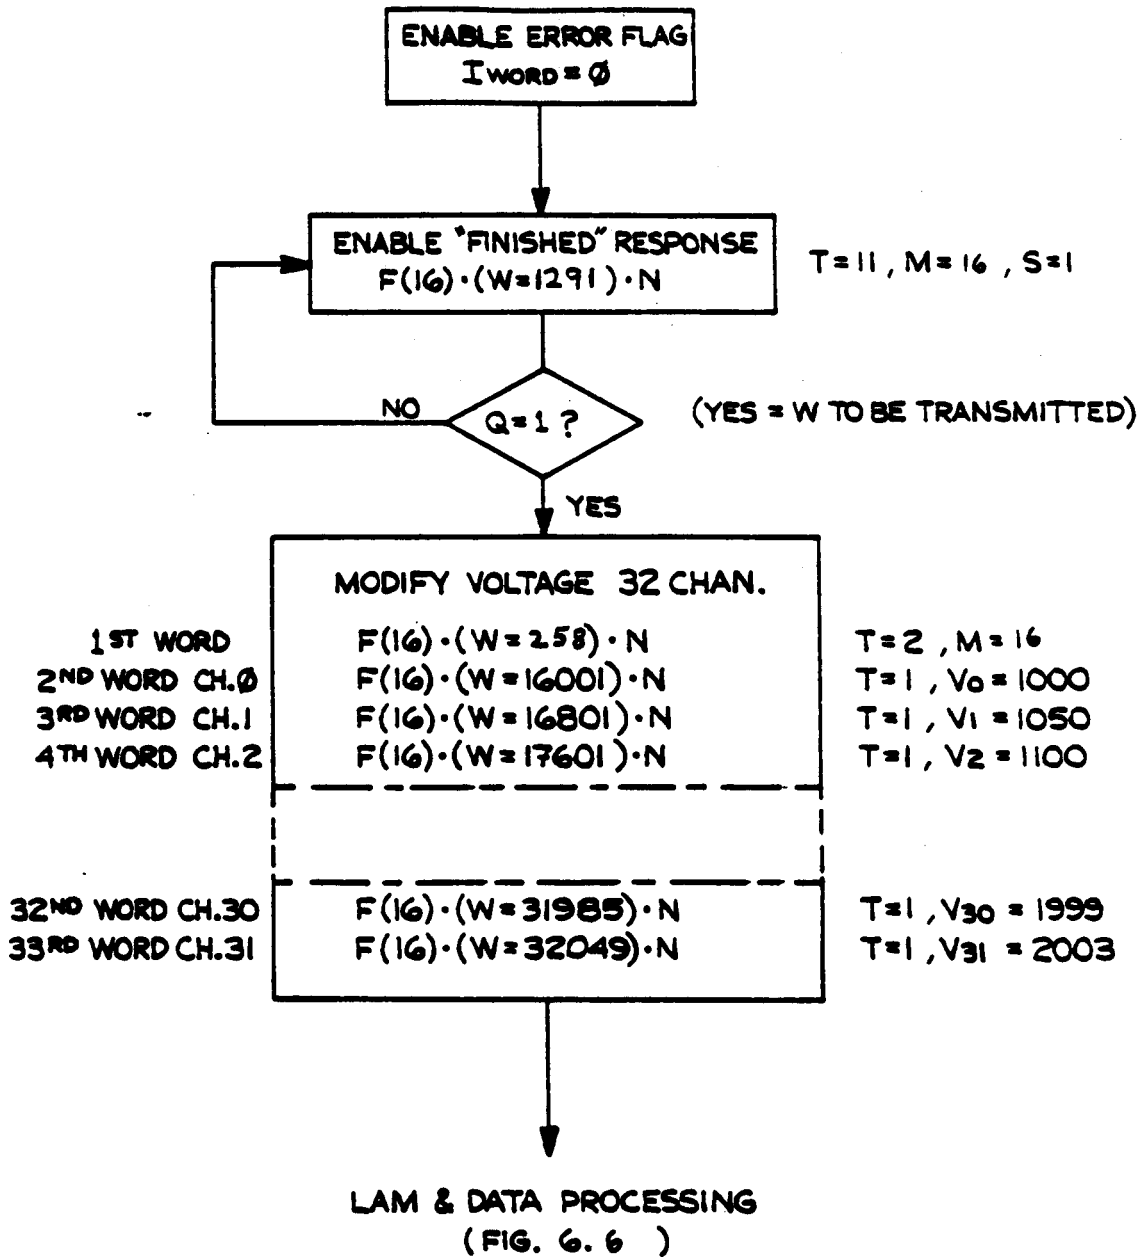 ENABLE ERROR FLAG
IWORD = Ø
ENABLE "FINISHED" RESPONSE
F(16)·(W=1291)·N
T=11, M=16, S=1
NO
Q=1 ?
(YES = W TO BE TRANSMITTED)
YES
MODIFY VOLTAGE 32 CHAN.
1ST WORD F(16)·(W=258)·N T=2, M=16
2ND WORD CH.Ø F(16)·(W=16001)·N T=1, V0=1000
3RD WORD CH.1 F(16)·(W=16801)·N T=1, V1=1050
4TH WORD CH.2 F(16)·(W=17601)·N T=1, V2=1100
32ND WORD CH.30 F(16)·(W=31985)·N T=1, V30=1999
33RD WORD CH.31 F(16)·(W=32049)·N T=1, V31=2003
LAM & DATA PROCESSING
(FIG. 6.6 )